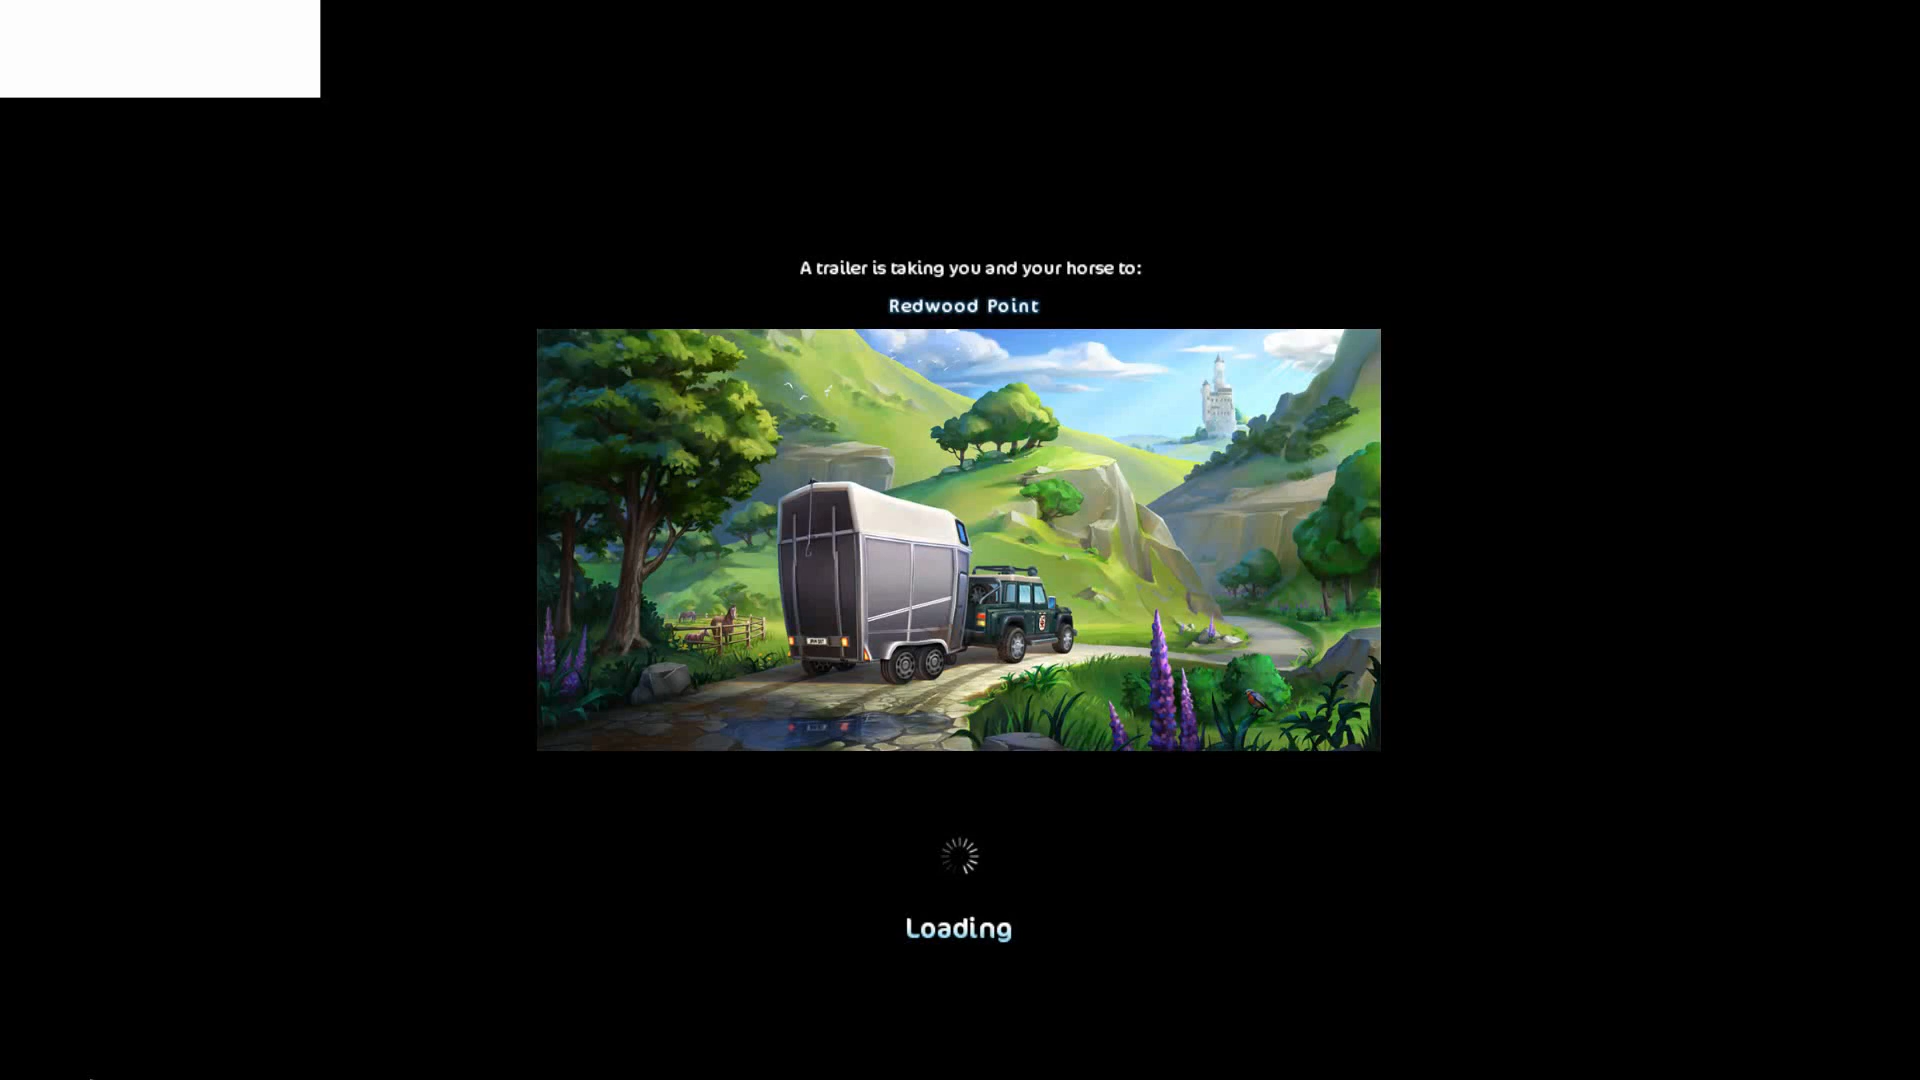 A trailer is taking you and your horse to:
Redwood Point
Loading